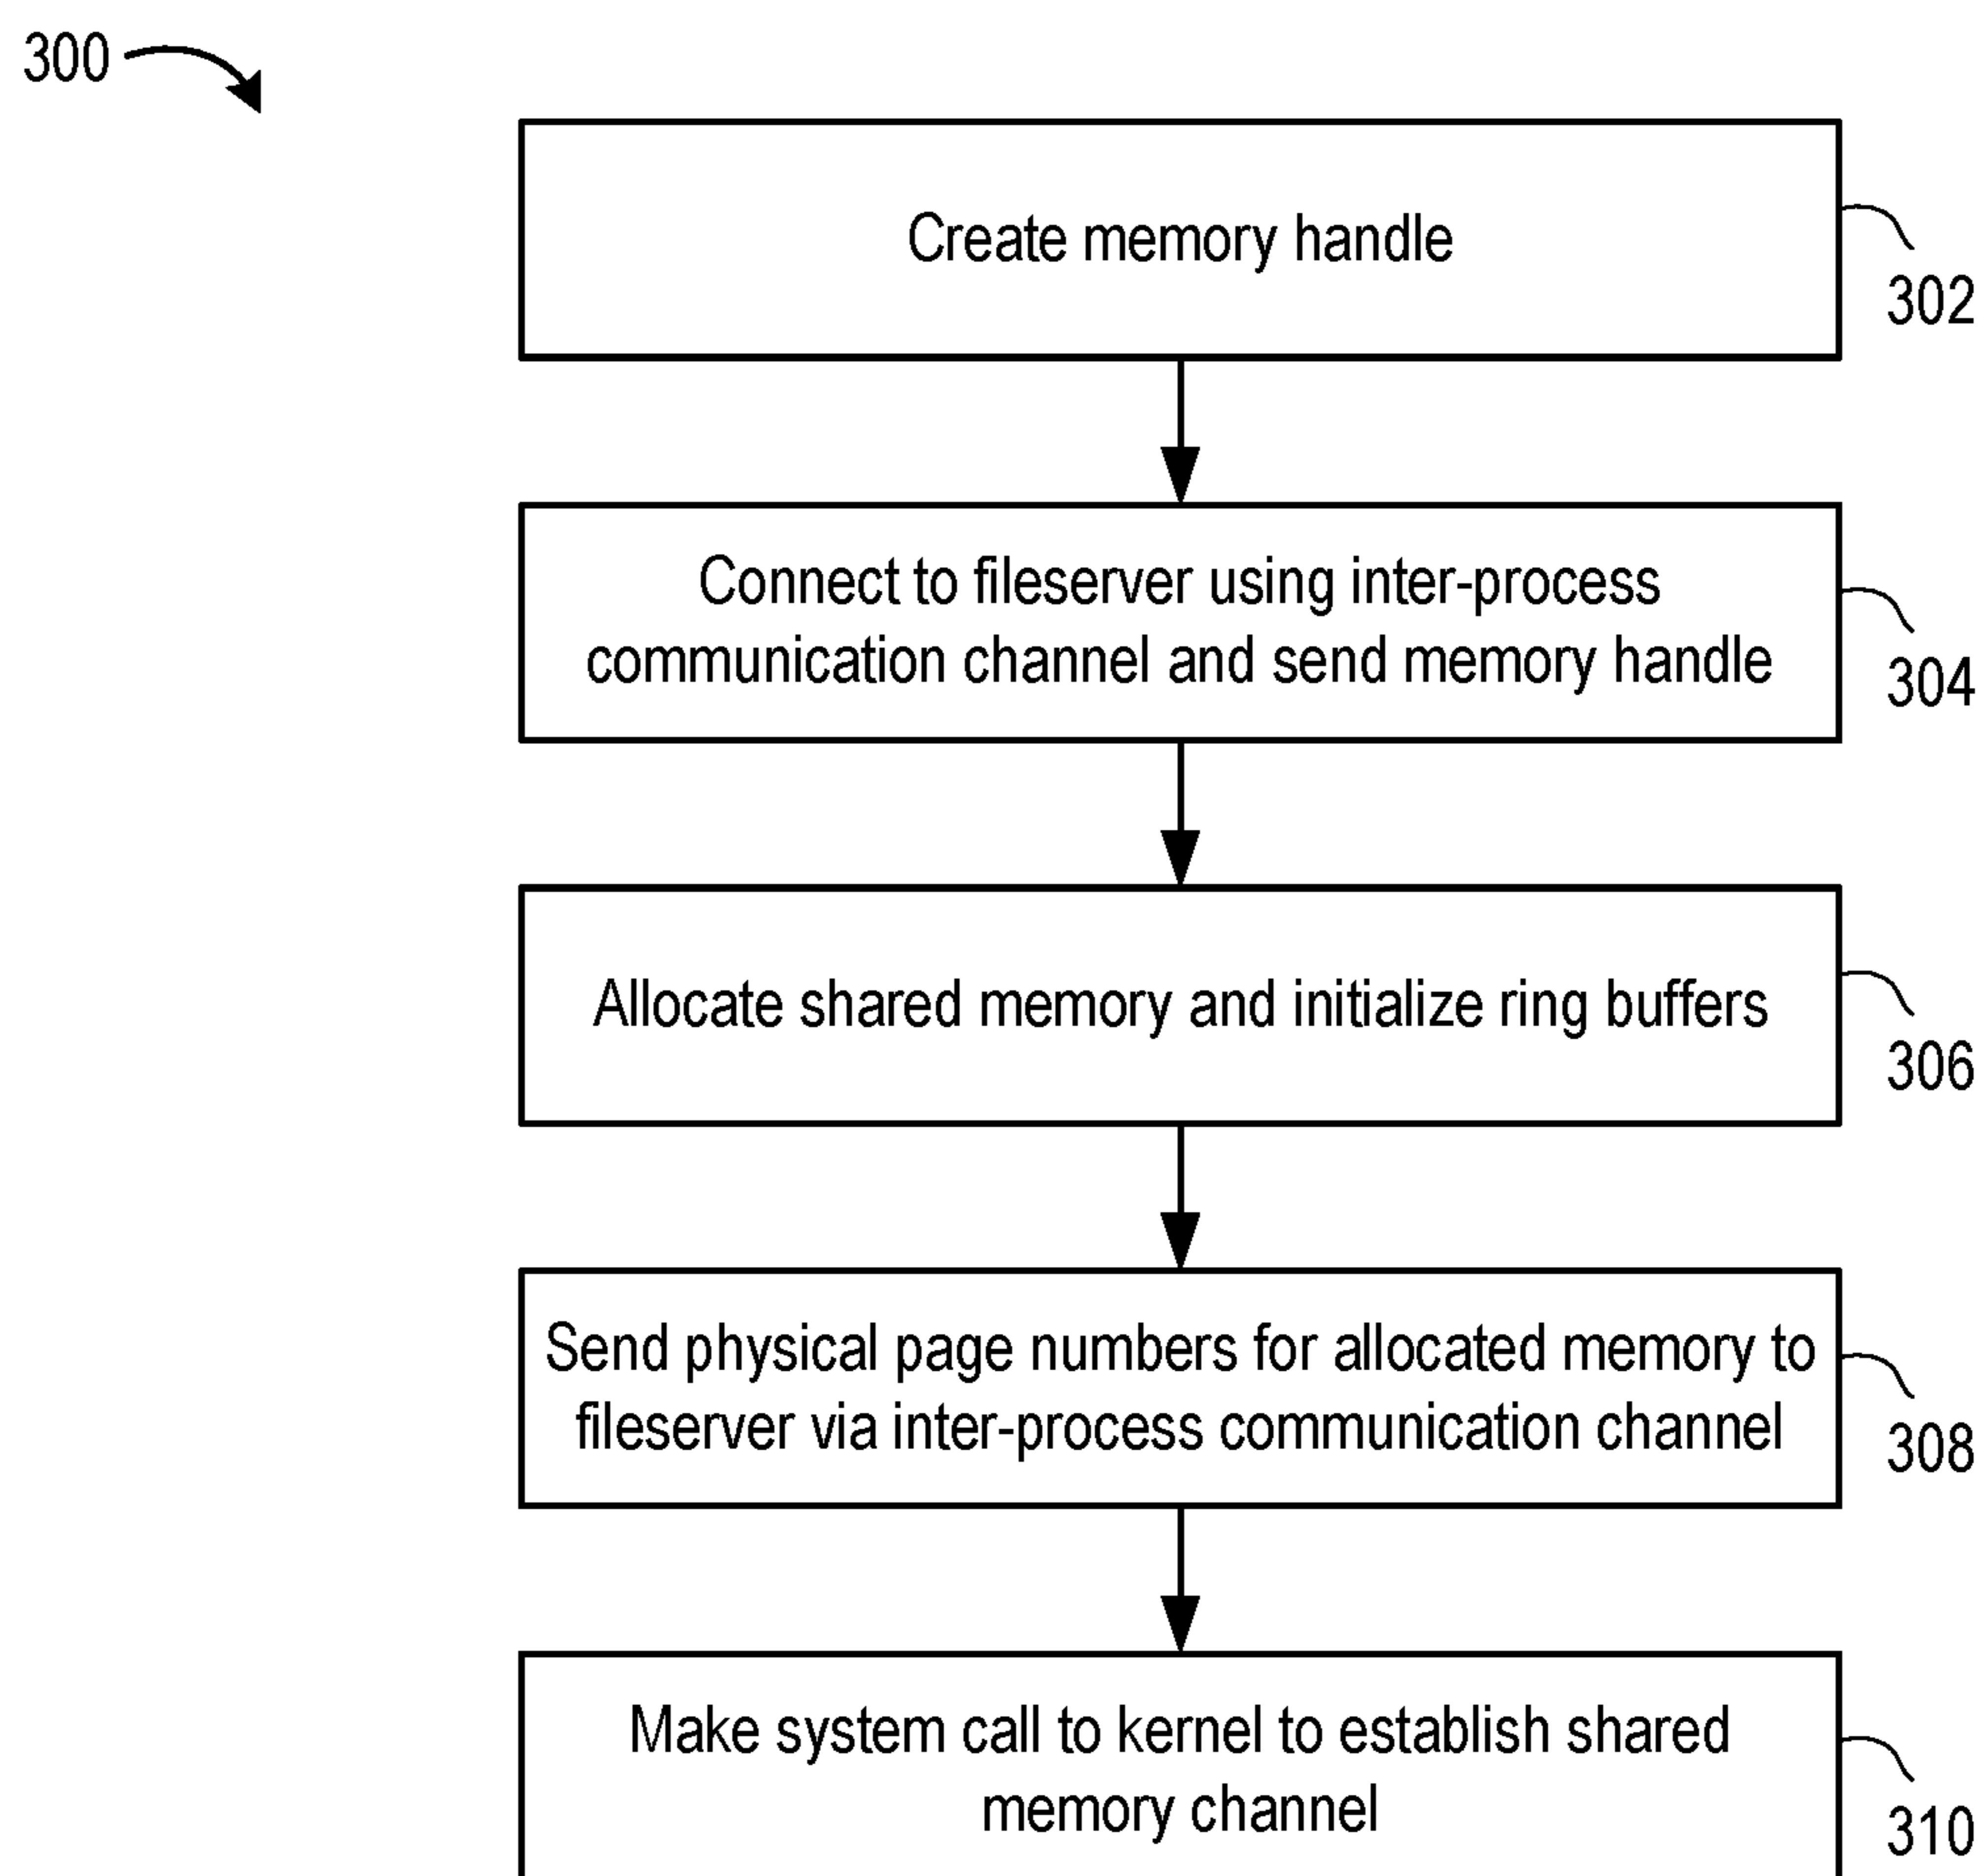 300
Create memory handle
302
Connect to fileserver using inter-process
communication channel and send memory handle
304
Allocate shared memory and initialize ring buffers
306
Send physical page numbers for allocated memory to
fileserver via inter-process communication channel
308
Make system call to kernel to establish shared
memory channel
310